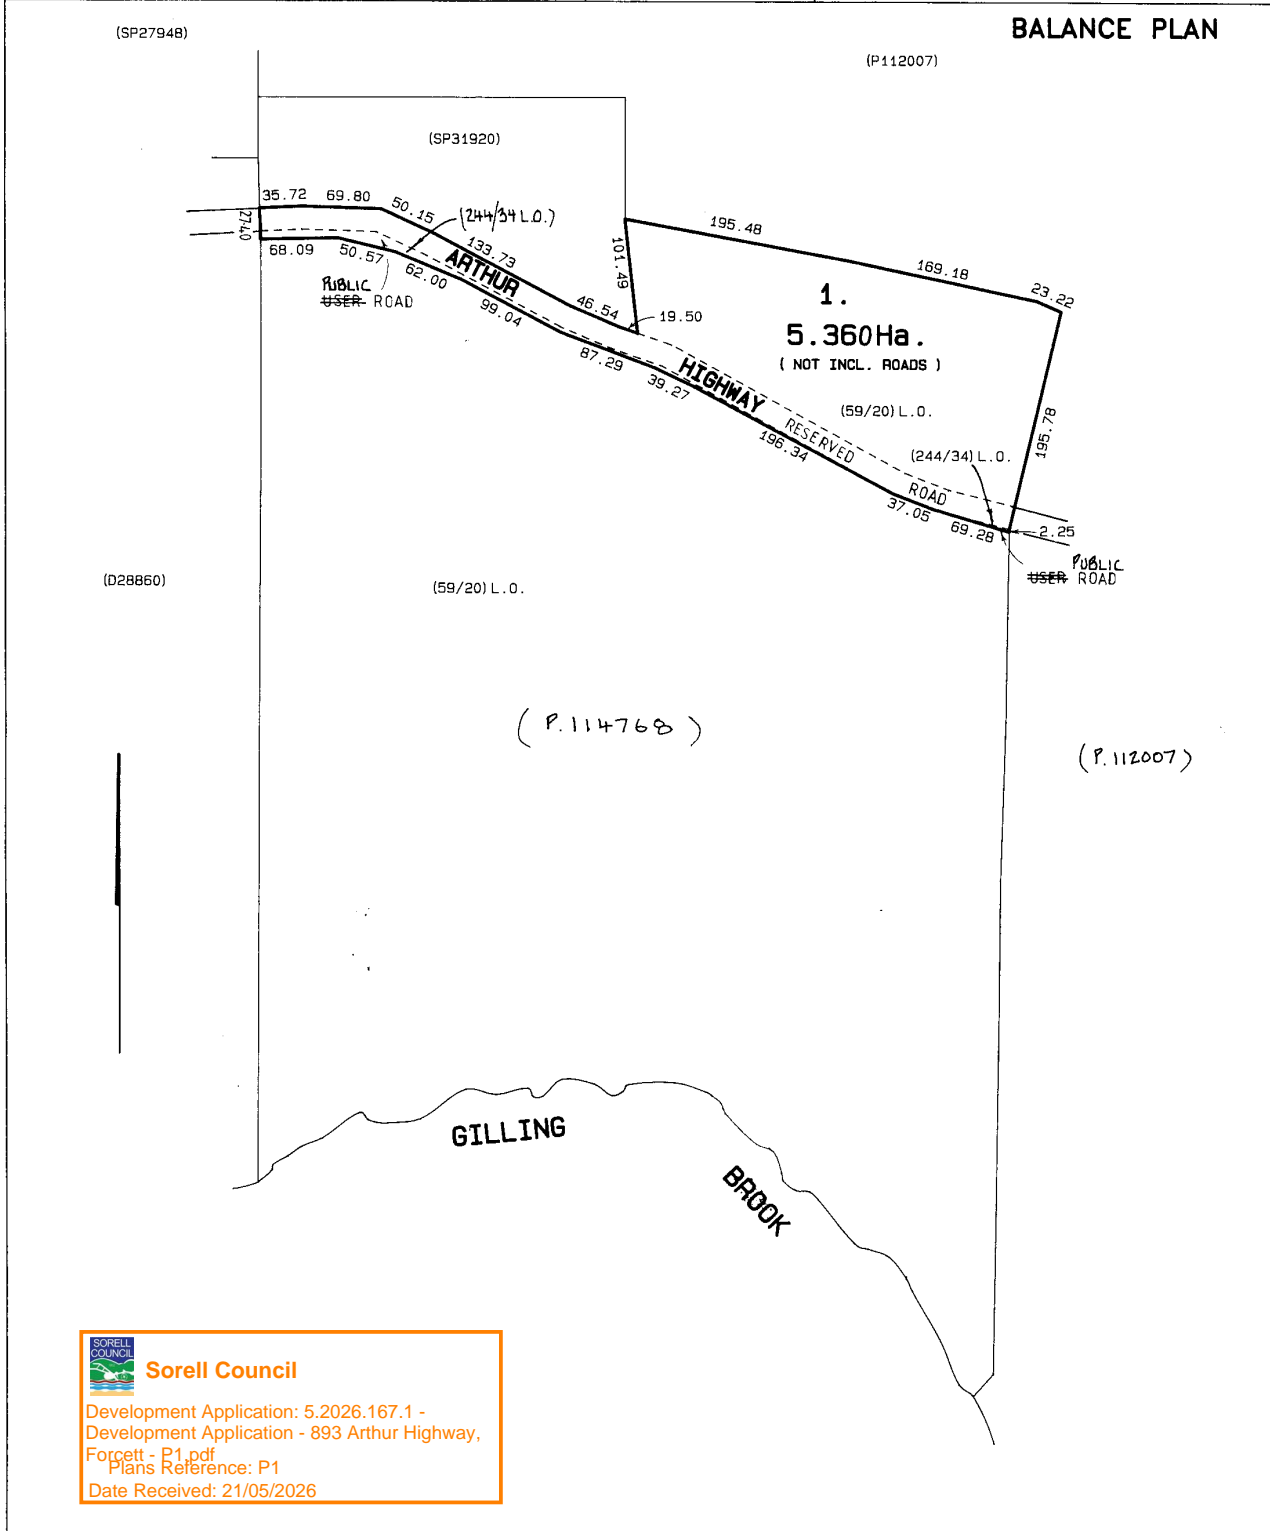 BALANCE PLAN
(SP27948)
(P112007)
(SP31920)
35.72
69.80
50.15
(244/34 L.O.)
133.73
46.54
19.50
27.40
68.09
50.57
62.00
99.04
87.29
39.27
196.34
37.05
69.28
2.25
PUBLIC
USER ROAD
ARTHUR
HIGHWAY
101.49
195.48
169.18
23.22
195.78
1.
5.360Ha.
( NOT INCL. ROADS )
(59/20) L.O.
RESERVED
ROAD
(244/34) L.O.
PUBLIC
USER ROAD
(D28860)
(59/20) L.O.
(P.114768)
(P.112007)
GILLING
BROOK
SORELL
COUNCIL
Sorell Council
Development Application: 5.2026.167.1 -
Development Application - 893 Arthur Highway,
Forcett - P1.pdf
Plans Reference: P1
Date Received: 21/05/2026